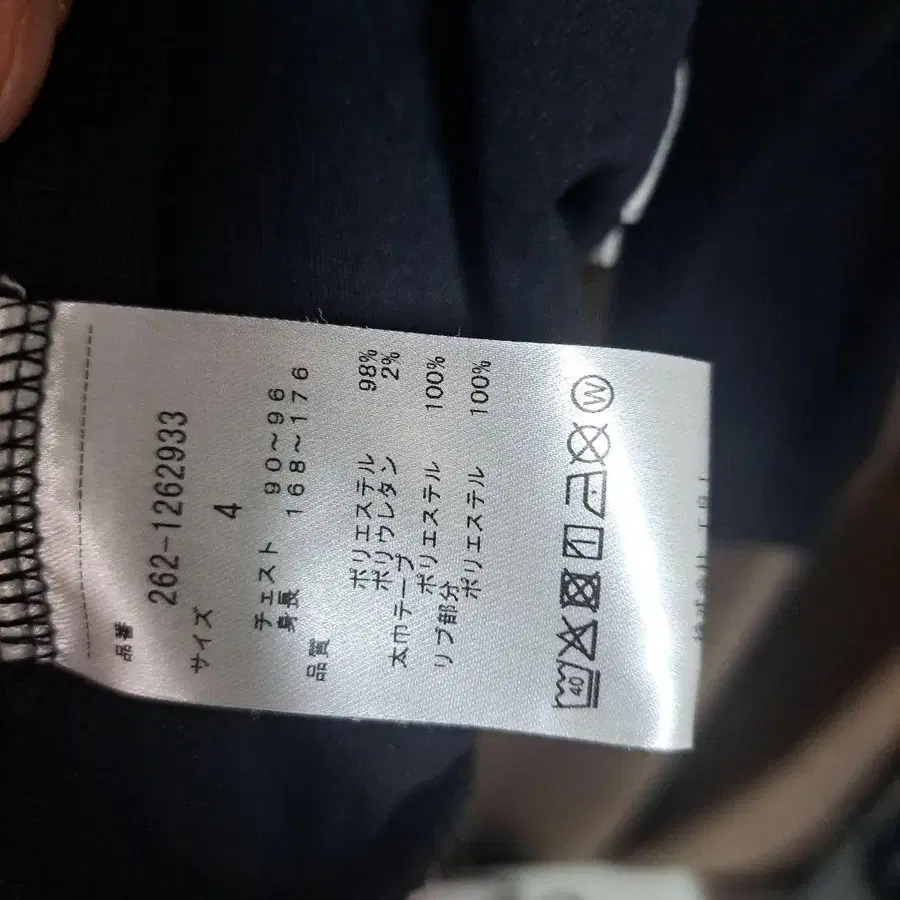 品番
262-1262933
サイズ
4
チェスト 90~96
身長 168~176
品質
ポリエステル 98%
ポリウレタン 2%
太巾テープ
ポリエステル 100%
リブ部分
ポリエステル 100%
40
W